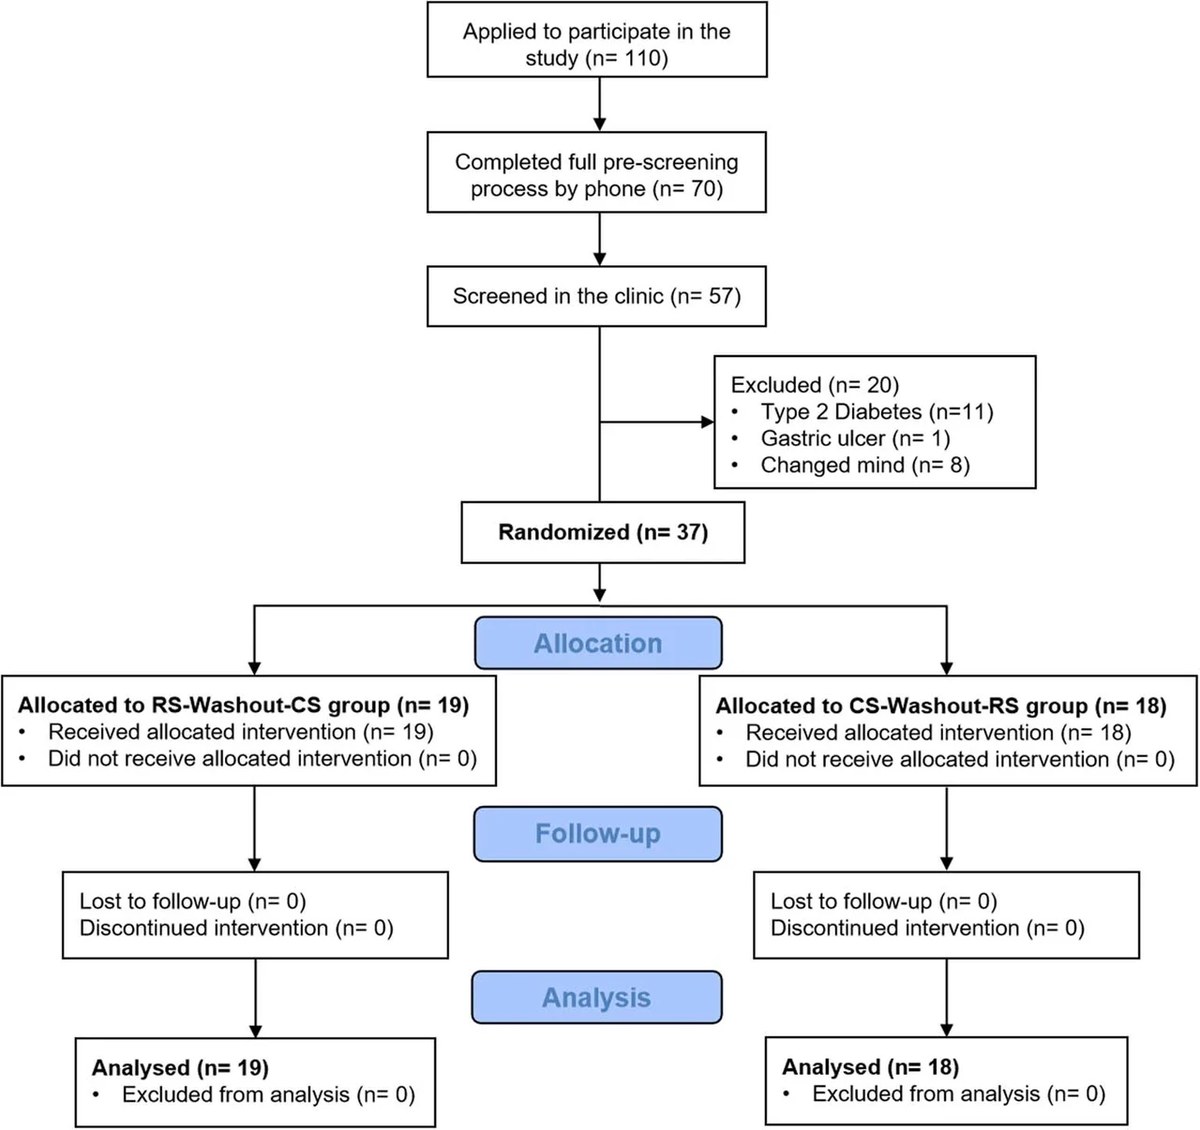 Applied to participate in the
study (n= 110)
Completed full pre-screening
process by phone (n= 70)
Screened in the clinic (n= 57)
Excluded (n= 20)
• Type 2 Diabetes (n=11)
• Gastric ulcer (n= 1)
• Changed mind (n= 8)
Randomized (n= 37)
Allocation
Allocated to RS-Washout-CS group (n= 19)
• Received allocated intervention (n= 19)
• Did not receive allocated intervention (n= 0)
Allocated to CS-Washout-RS group (n= 18)
• Received allocated intervention (n= 18)
• Did not receive allocated intervention (n= 0)
Follow-up
Lost to follow-up (n= 0)
Discontinued intervention (n= 0)
Lost to follow-up (n= 0)
Discontinued intervention (n= 0)
Analysis
Analysed (n= 19)
• Excluded from analysis (n= 0)
Analysed (n= 18)
• Excluded from analysis (n= 0)